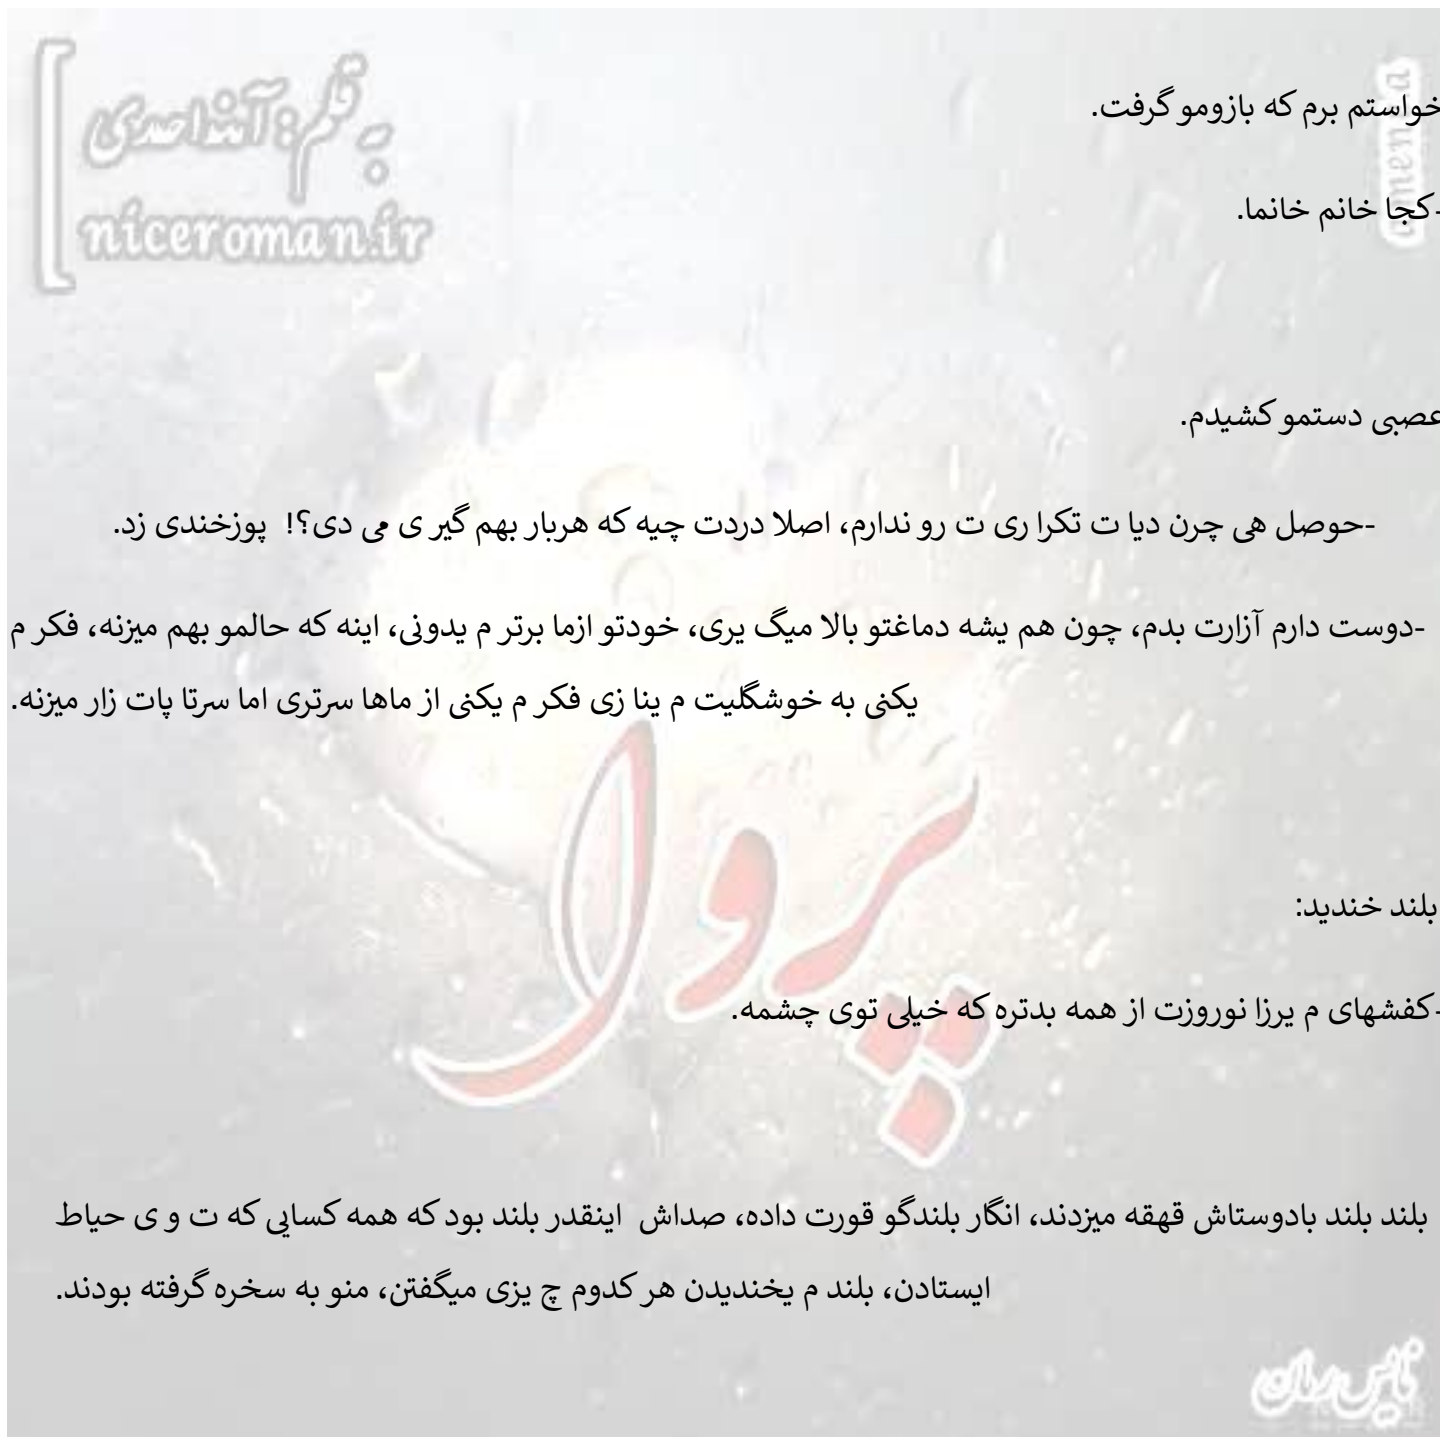 به قلم: آمنه احمدی
niceroman.ir
خواستم برم که بازومو گرفت.
-کجا خانم خانما.
عصبی دستمو کشیدم.
-حوصل هی چرن دیا ت تکرا ری ت رو ندارم، اصلا دردت چیه که هربار بهم گیر ی می دی؟! پوزخندی زد.
-دوست دارم آزارت بدم، چون هم یشه دماغتو بالا میگ یری، خودتو ازما برتر م یدونی، اینه که حالمو بهم میزنه، فکر م
یکنی به خوشگلیت م ینا زی فکر م یکنی از ماها سرتری اما سرتا پات زار میزنه.
پروا
بلند خندید:
-کفشهای م یرزا نوروزت از همه بدتره که خیلی توی چشمه.
بلند بلند بادوستاش قهقه میزدند، انگار بلندگو قورت داده، صداش اینقدر بلند بود که همه کسایی که ت و ی حیاط
ایستادن، بلند م یخندیدن هر کدوم چ یزی میگفتن، منو به سخره گرفته بودند.
نایس رمان